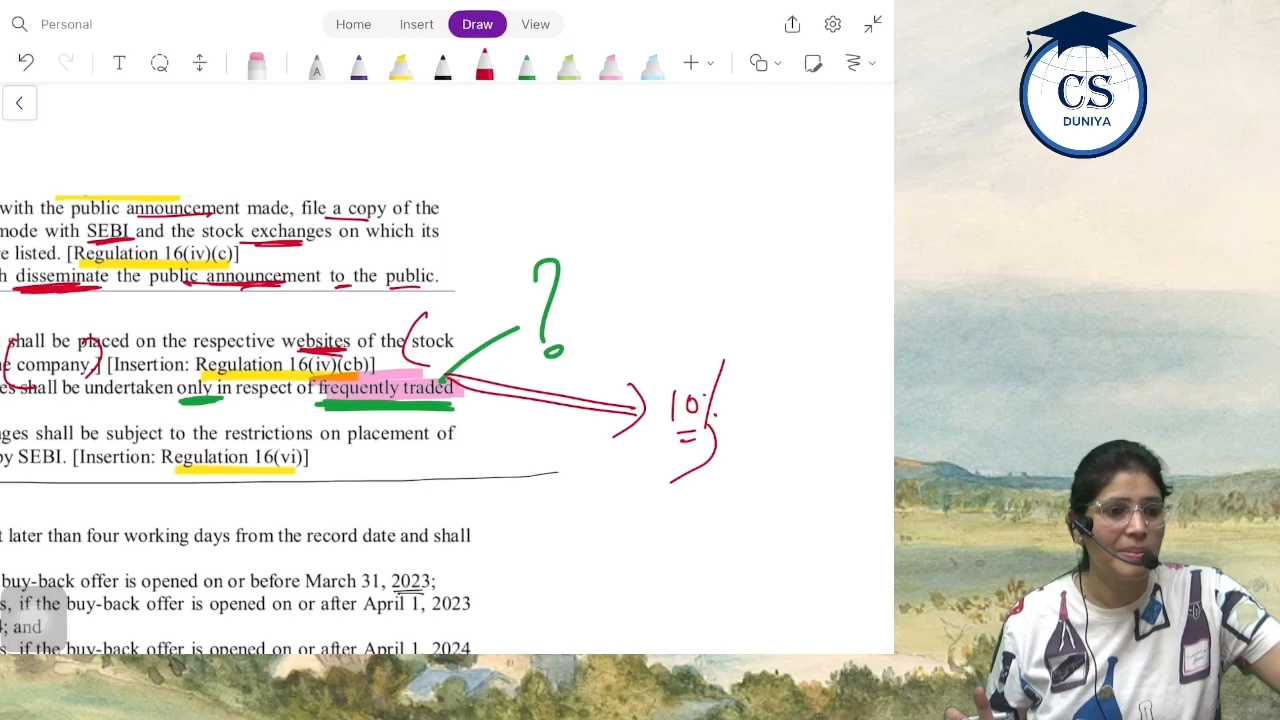 Personal
Home Insert Draw View
T
A
CS
DUNIYA
with the public announcement made, file a copy of the
mode with SEBI and the stock exchanges on which its
e listed. [Regulation 16(iv)(c)]
h disseminate the public announcement to the public.
?
shall be placed on the respective websites of the stock
e company,] [Insertion: Regulation 16(iv)(cb)]
es shall be undertaken only in respect of frequently traded
10%
ges shall be subject to the restrictions on placement of
by SEBI. [Insertion: Regulation 16(vi)]
t later than four working days from the record date and shall
buy-back offer is opened on or before March 31, 2023;
s, if the buy-back offer is opened on or after April 1, 2023
; and
s, if the buy-back offer is opened on or after April 1, 2024